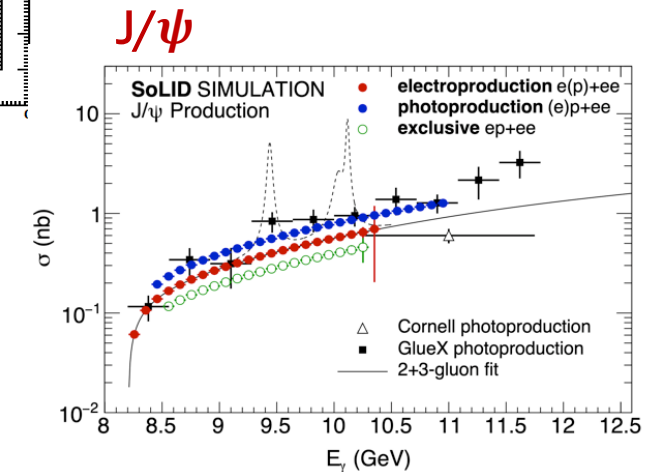 J/ψ
SoLID SIMULATION
J/ψ Production
electroproduction e(p)+ee
photoproduction (e)p+ee
exclusive ep+ee
10
1
10⁻¹
10⁻²
σ (nb)
Cornell photoproduction
GlueX photoproduction
2+3-gluon fit
8 8.5 9 9.5 10 10.5 11 11.5 12 12.5
Eγ (GeV)